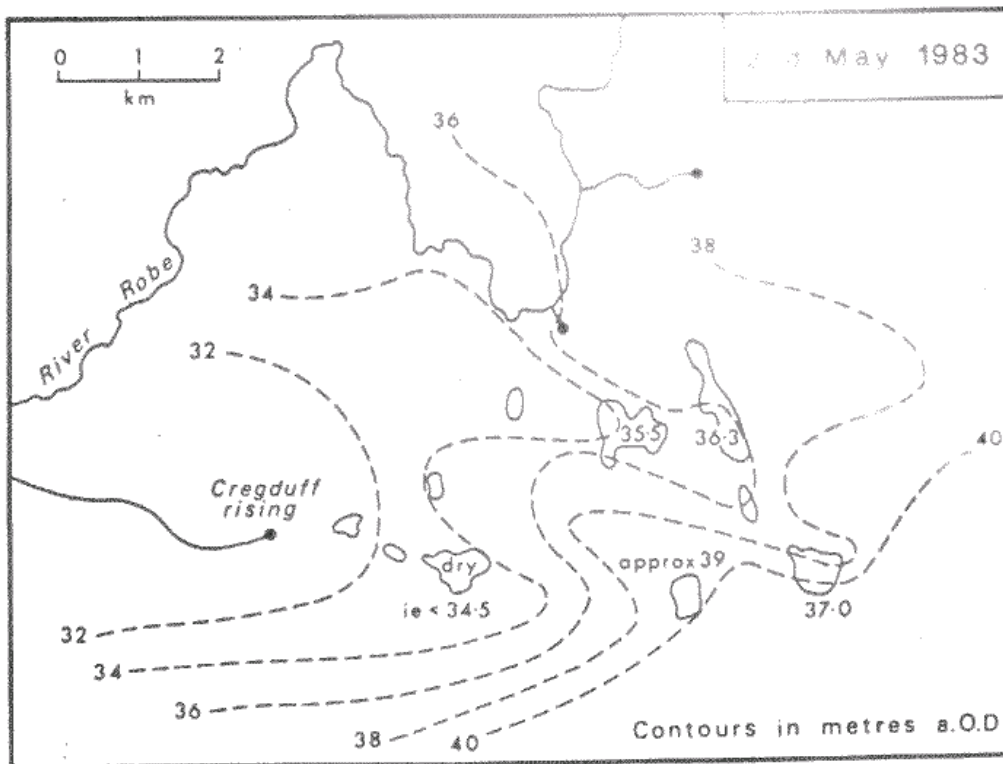 0 1 2
km
May 1983
36
38
River Robe
34
32
40
35·5
36·3
Cregduff
rising
dry
ie < 34·5
approx 39
37·0
32
34
36
38
40
Contours in metres a.O.D